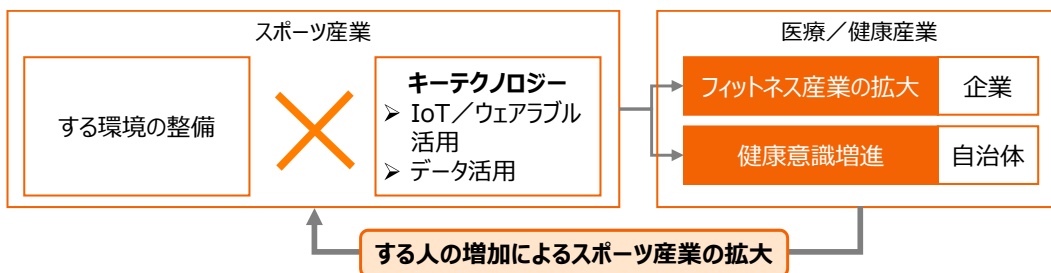 スポーツ産業
する環境の整備
キーテクノロジー
➢ IoT／ウェアラブル
活用
➢ データ活用
医療／健康産業
フィットネス産業の拡大
企業
健康意識増進
自治体
する人の増加によるスポーツ産業の拡大